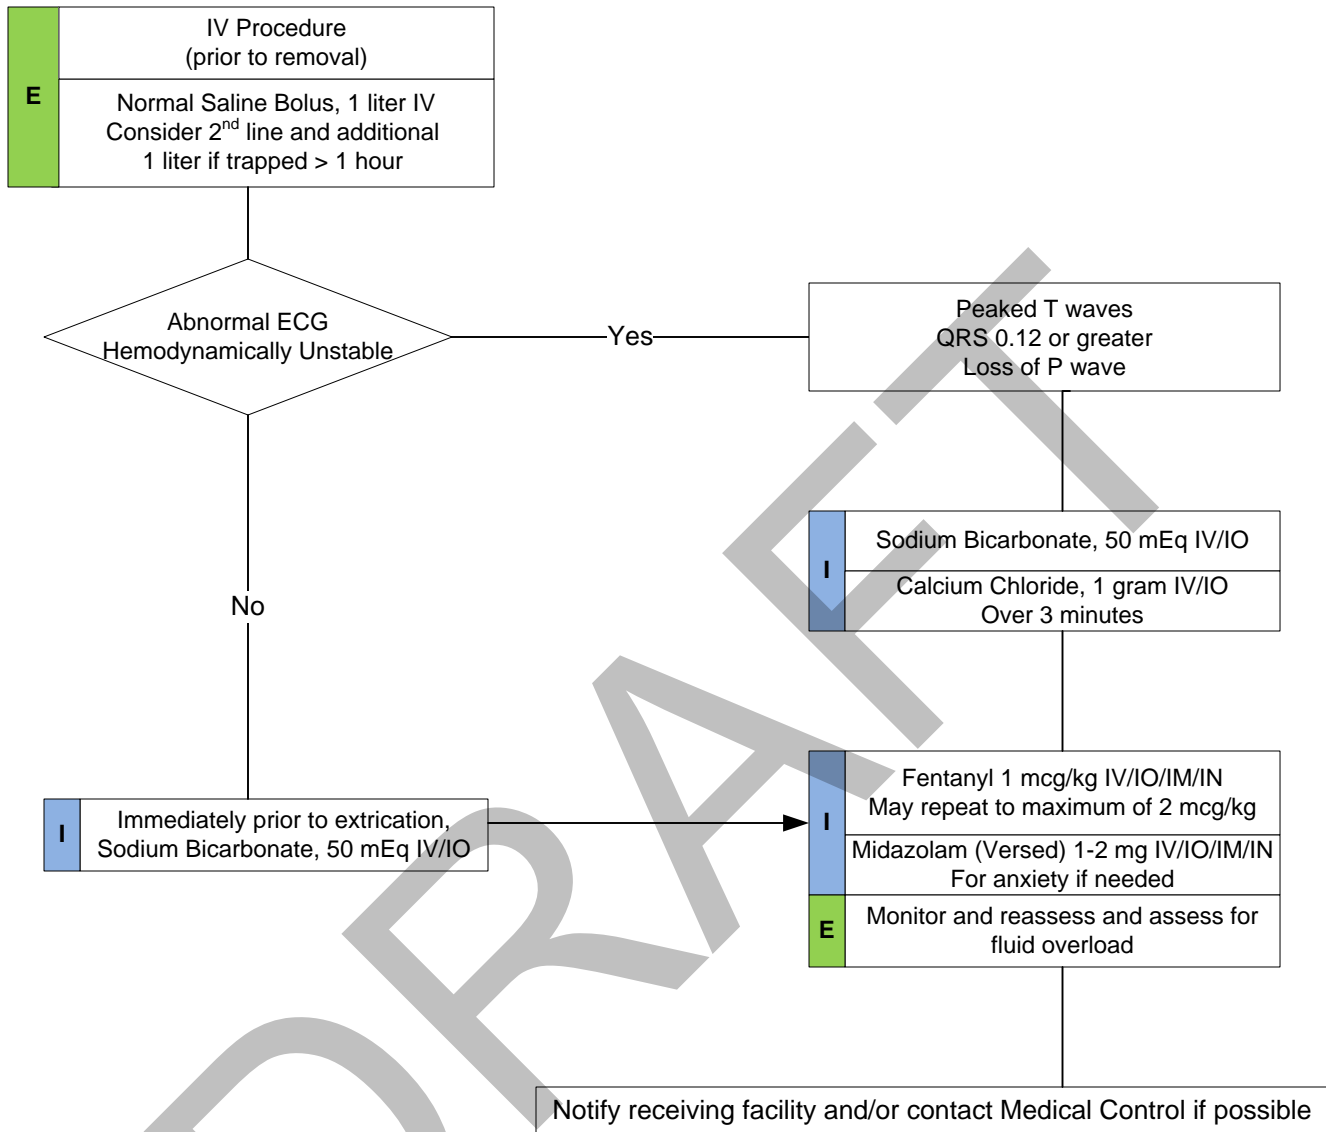 IV Procedure
(prior to removal)
E
Normal Saline Bolus, 1 liter IV
Consider 2nd line and additional
1 liter if trapped > 1 hour
Abnormal ECG
Hemodynamically Unstable
Yes
Peaked T waves
QRS 0.12 or greater
Loss of P wave
I
Sodium Bicarbonate, 50 mEq IV/IO
Calcium Chloride, 1 gram IV/IO
Over 3 minutes
No
I
Immediately prior to extrication,
Sodium Bicarbonate, 50 mEq IV/IO
I
Fentanyl 1 mcg/kg IV/IO/IM/IN
May repeat to maximum of 2 mcg/kg
Midazolam (Versed) 1-2 mg IV/IO/IM/IN
For anxiety if needed
E
Monitor and reassess and assess for
fluid overload
Notify receiving facility and/or contact Medical Control if possible
DRAFT